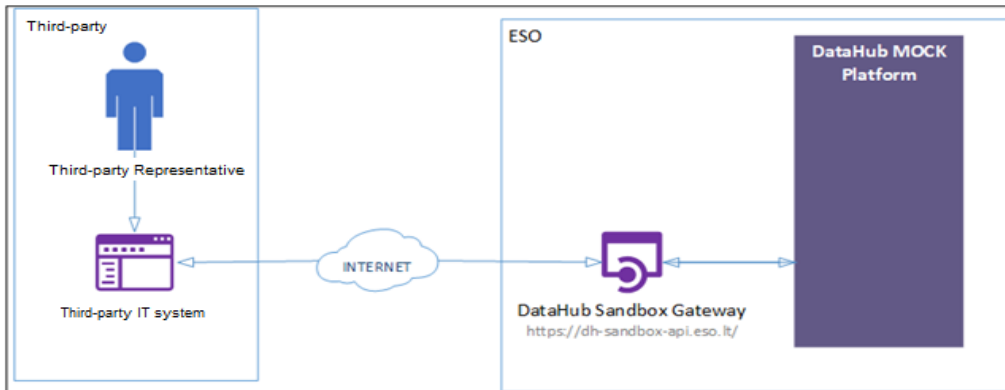 Third-party
Third-party Representative
Third-party IT system
INTERNET
ESO
DataHub MOCK
Platform
DataHub Sandbox Gateway
https://dh-sandbox-api.eso.lt/